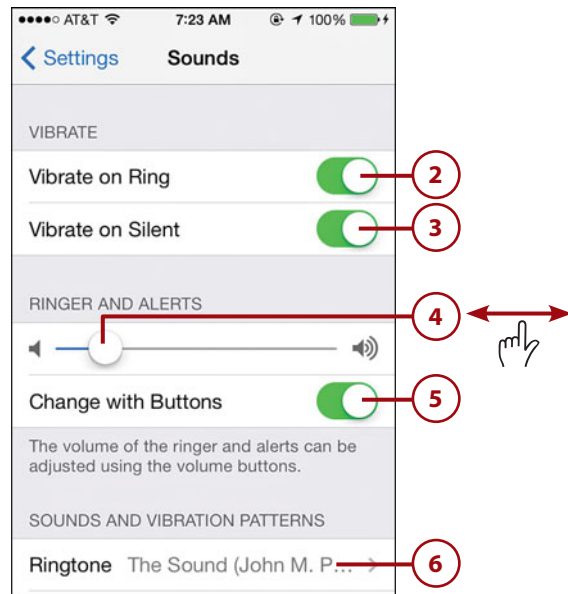 AT&T 7:23 AM 100%
Settings Sounds
VIBRATE
Vibrate on Ring 2
Vibrate on Silent 3
RINGER AND ALERTS
4
Change with Buttons 5
The volume of the ringer and alerts can be
adjusted using the volume buttons.
SOUNDS AND VIBRATION PATTERNS
Ringtone The Sound (John M. P... 6